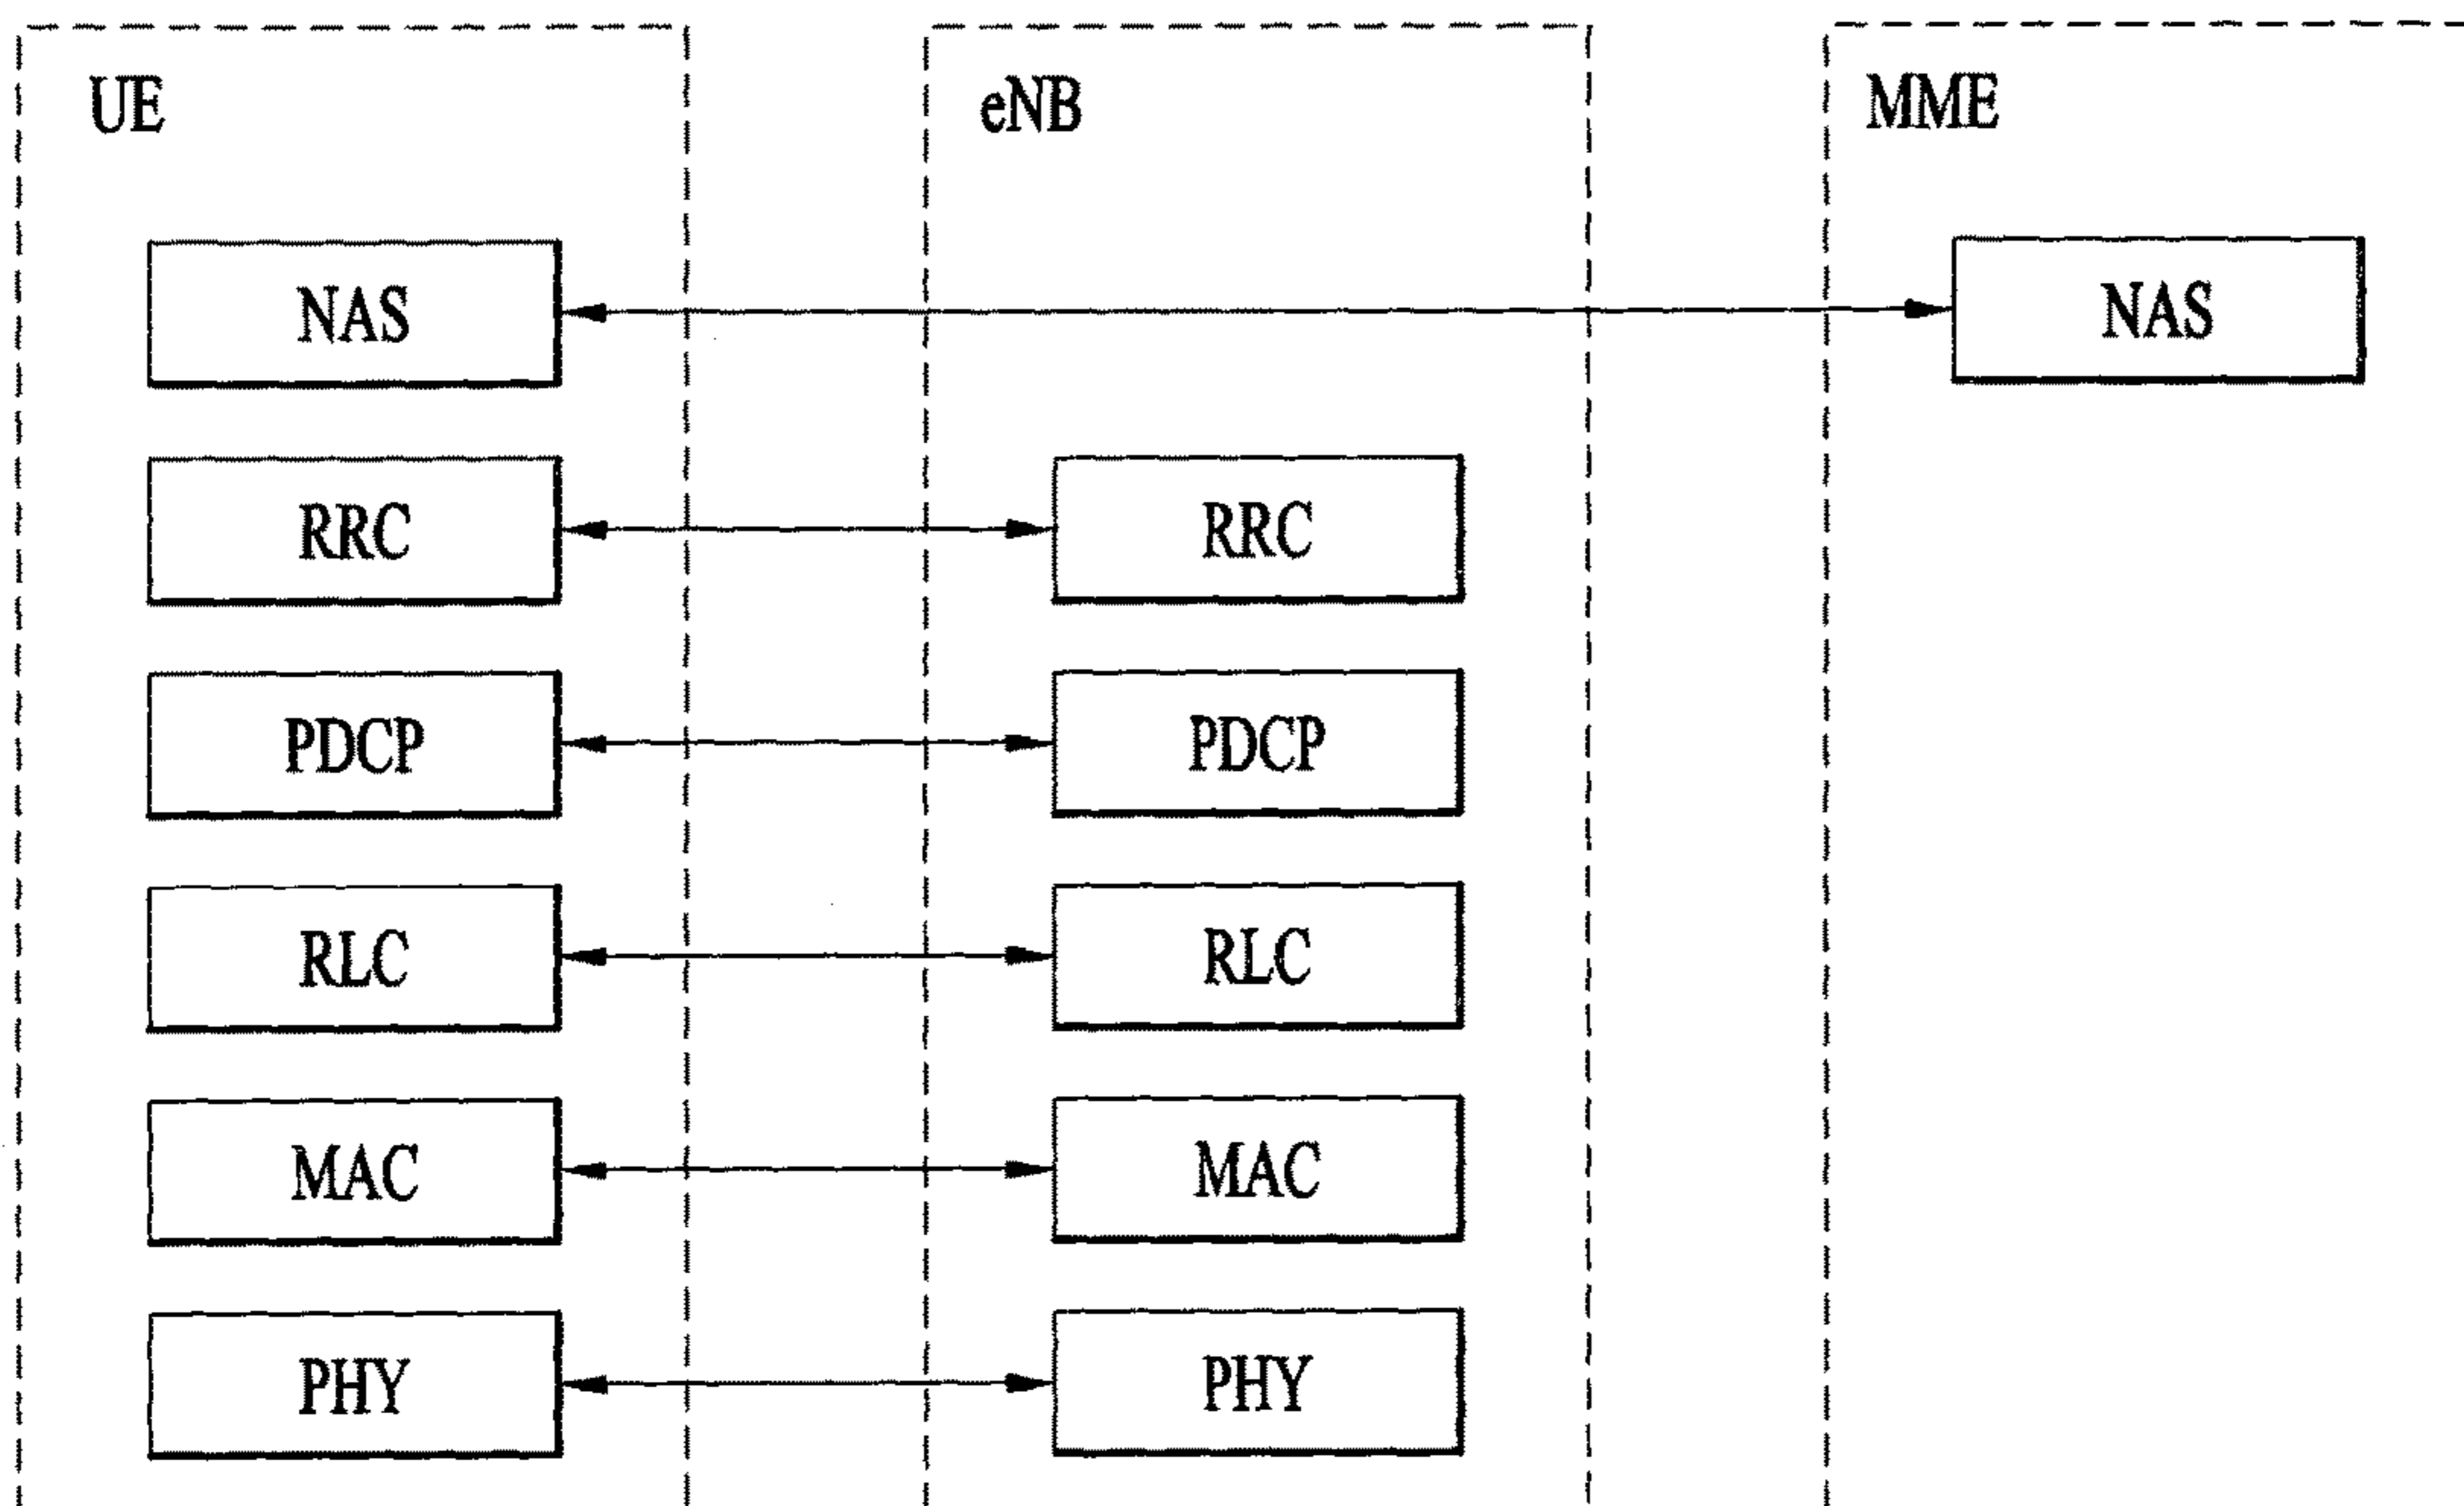 UE eNB MME
NAS NAS
RRC RRC
PDCP PDCP
RLC RLC
MAC MAC
PHY PHY